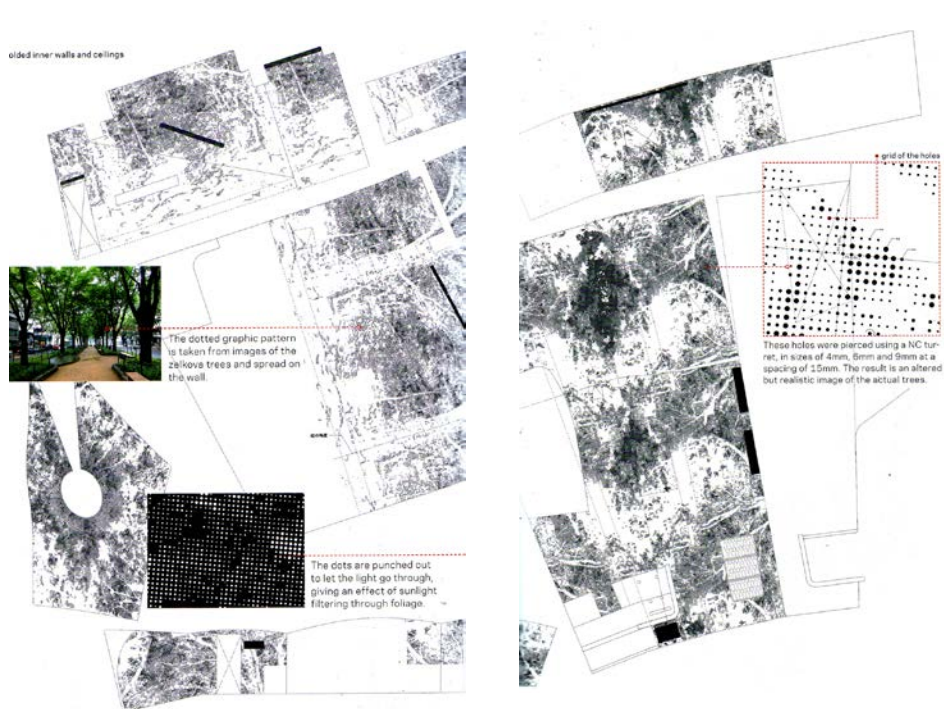 olded inner walls and ceilings
The dotted graphic pattern
is taken from images of the
zelkova trees and spread on
the wall.
The dots are punched out
to let the light go through,
giving an effect of sunlight
filtering through foliage.
grid of the holes
These holes were pierced using a NC tur-
ret, in sizes of 4mm, 6mm and 9mm at a
spacing of 15mm. The result is an altered
but realistic image of the actual trees.